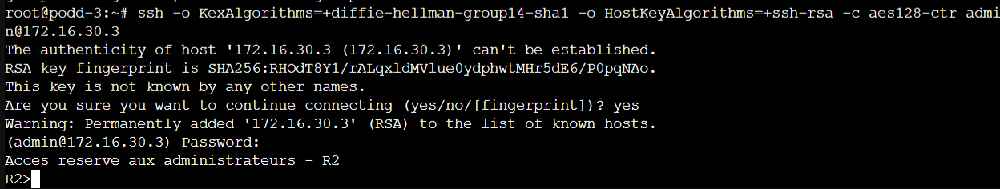 root@podd-3:~# ssh -o KexAlgorithms=+diffie-hellman-group14-sha1 -o HostKeyAlgorithms=+ssh-rsa -c aes128-ctr admi
n@172.16.30.3
The authenticity of host '172.16.30.3 (172.16.30.3)' can't be established.
RSA key fingerprint is SHA256:RHOdT8Y1/rALqxldMVlue0ydphwtMHr5dE6/P0pqNAo.
This key is not known by any other names.
Are you sure you want to continue connecting (yes/no/[fingerprint])? yes
Warning: Permanently added '172.16.30.3' (RSA) to the list of known hosts.
(admin@172.16.30.3) Password:
Acces reserve aux administrateurs - R2
R2>